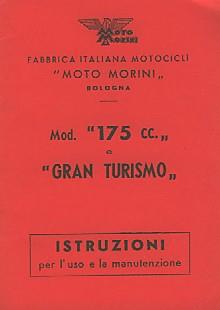 MOTO
MORINI
FABBRICA ITALIANA MOTOCICLI
"MOTO MORINI„
BOLOGNA
Mod. "175 cc.„
e
"GRAN TURISMO„
ISTRUZIONI
per l'uso e la manutenzione